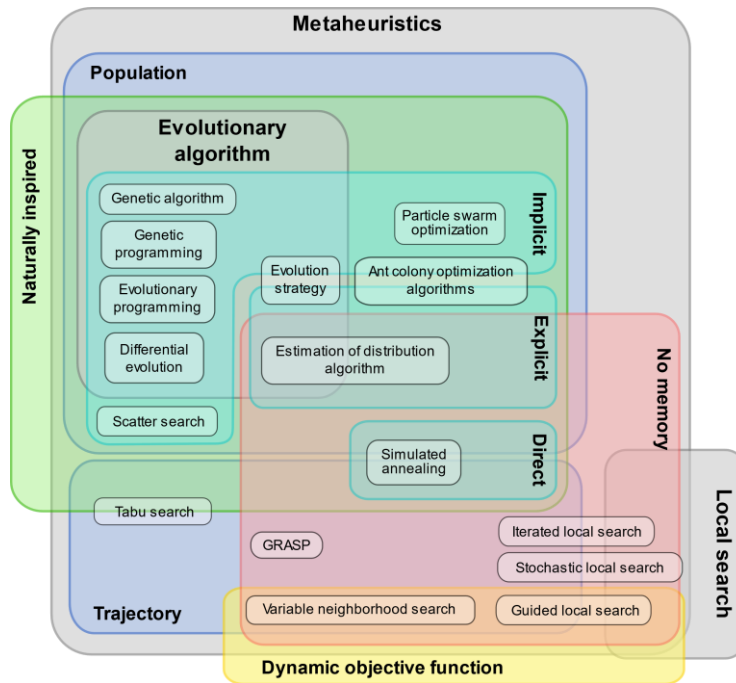 Metaheuristics
Population
Naturally inspired
Evolutionary
algorithm
Genetic algorithm
Implicit
Particle swarm
optimization
Genetic
programming
Evolution
strategy
Ant colony optimization
algorithms
Evolutionary
programming
Explicit
Differential
evolution
Estimation of distribution
algorithm
No memory
Scatter search
Direct
Simulated
annealing
Local search
Tabu search
GRASP
Iterated local search
Stochastic local search
Trajectory
Variable neighborhood search
Guided local search
Dynamic objective function